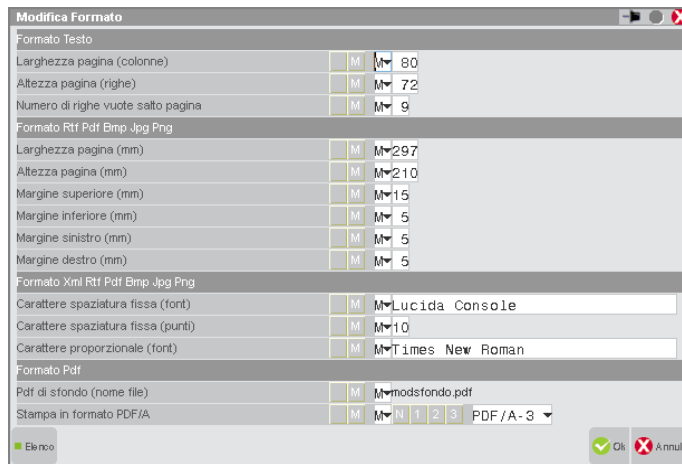 Modifica Formato
Formato Testo
Larghezza pagina (colonne) M M 80
Altezza pagina (righe) M M 72
Numero di righe vuote salto pagina M M 9
Formato Rtf Pdf Bmp Jpg Png
Larghezza pagina (mm) M M 297
Altezza pagina (mm) M M 210
Margine superiore (mm) M M 15
Margine inferiore (mm) M M 5
Margine sinistro (mm) M M 5
Margine destro (mm) M M 5
Formato Xml Rtf Pdf Bmp Jpg Png
Carattere spaziatura fissa (font) M M Lucida Console
Carattere spaziatura fissa (punti) M M 10
Carattere proporzionale (font) M M Times New Roman
Formato Pdf
Pdf di sfondo (nome file) M M modsfondo.pdf
Stampa in formato PDF/A M M N 1 2 3 PDF/A-3
Elenco Ok Annul